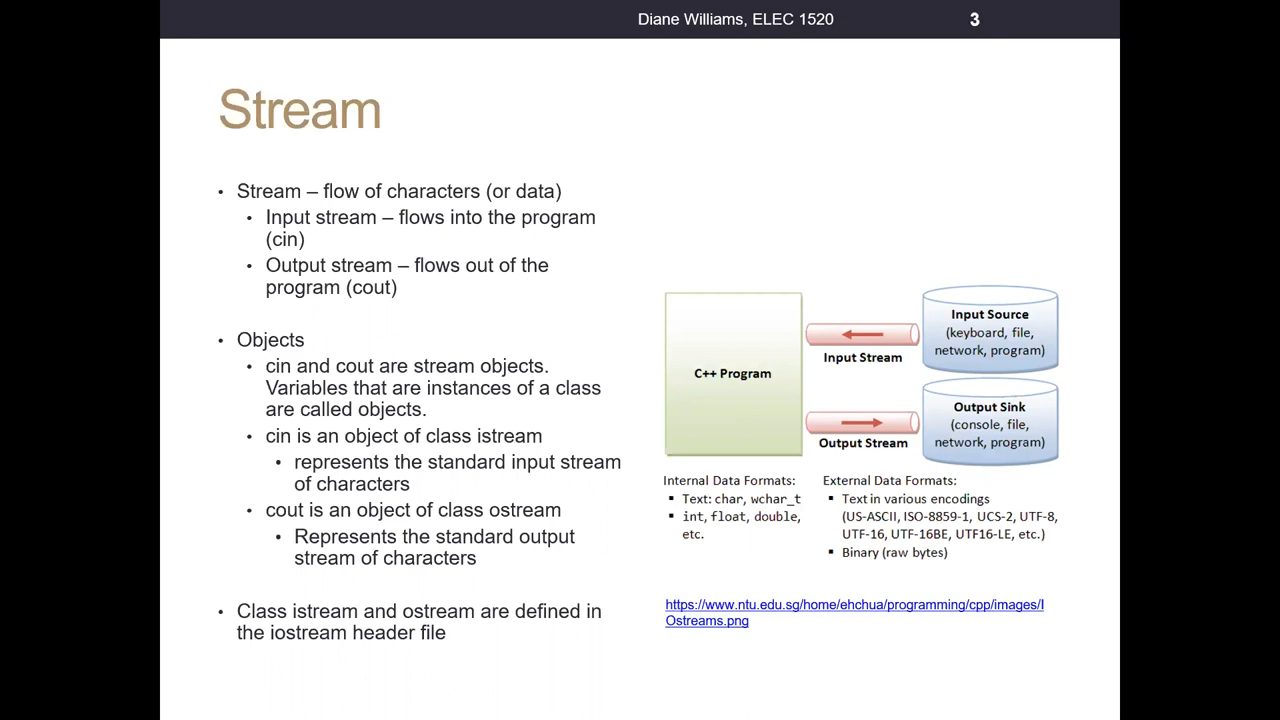 Diane Williams, ELEC 1520
3
Stream
• Stream – flow of characters (or data)
• Input stream – flows into the program
(cin)
• Output stream – flows out of the
program (cout)
• Objects
• cin and cout are stream objects.
Variables that are instances of a class
are called objects.
• cin is an object of class istream
• represents the standard input stream
of characters
• cout is an object of class ostream
• Represents the standard output
stream of characters
• Class istream and ostream are defined in
the iostream header file
C++ Program
Input Stream
Output Stream
Input Source
(keyboard, file,
network, program)
Output Sink
(console, file,
network, program)
Internal Data Formats:
▪ Text: char, wchar_t
▪ int, float, double,
etc.
External Data Formats:
▪ Text in various encodings
(US-ASCII, ISO-8859-1, UCS-2, UTF-8,
UTF-16, UTF-16BE, UTF16-LE, etc.)
▪ Binary (raw bytes)
https://www.ntu.edu.sg/home/ehchua/programming/cpp/images/I
Ostreams.png